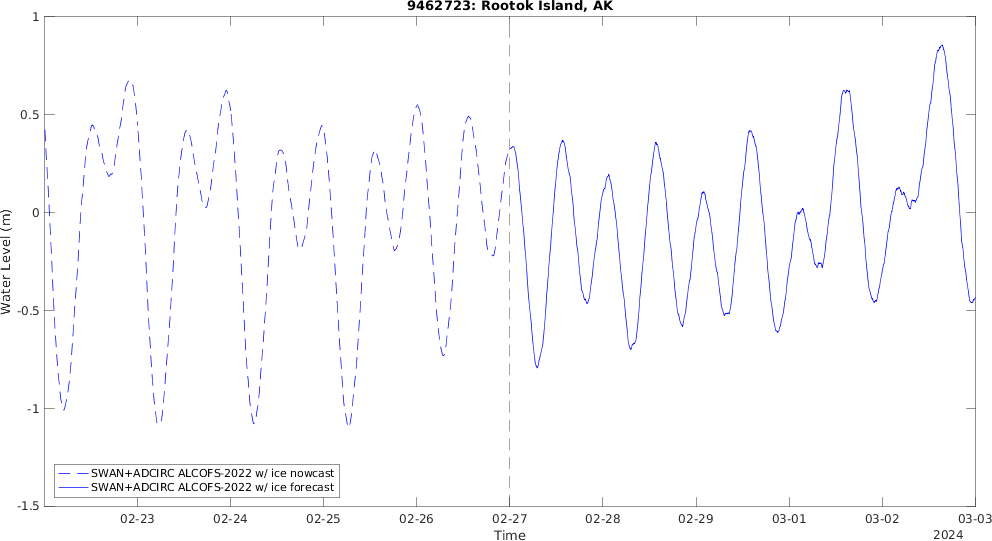 9462723: Rootok Island, AK
1
0.5
0
-0.5
-1
-1.5
Water Level (m)
SWAN+ADCIRC ALCOFS-2022 w/ ice nowcast
SWAN+ADCIRC ALCOFS-2022 w/ ice forecast
02-23 02-24 02-25 02-26 02-27 02-28 02-29 03-01 03-02 03-03
Time
2024